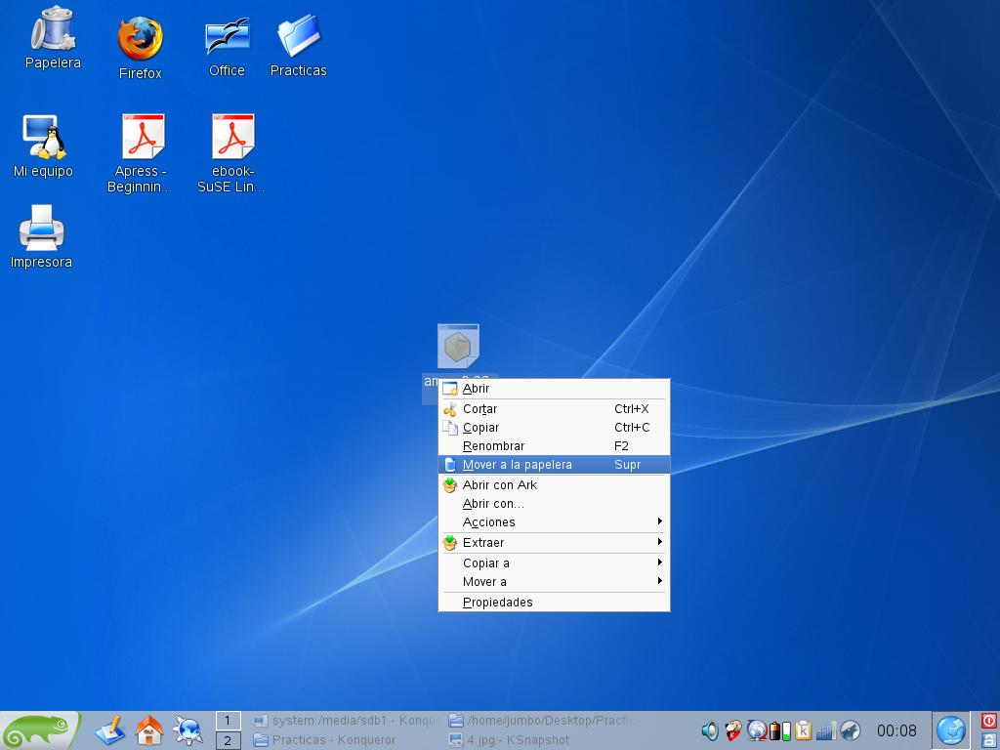 Papelera
Firefox
Office
Practicas
Mi equipo
Apress -
Beginnin...
ebook-
SuSE Lin...
Impresora
Abrir
Cortar Ctrl+X
Copiar Ctrl+C
Renombrar F2
Mover a la papelera Supr
Abrir con Ark
Abrir con...
Acciones
Extraer
Copiar a
Mover a
Propiedades
1
2
system:/media/sdb1 - Konque
/home/jumbo/Desktop/Practic
Practicas - Konqueror
4.jpg - KSnapshot
00:08